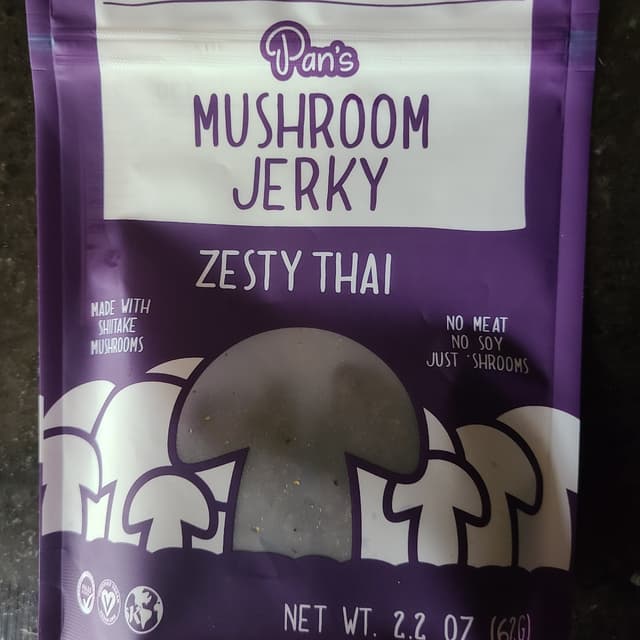 Pan's
MUSHROOM
JERKY
ZESTY THAI
MADE WITH
SHIITAKE
MUSHROOMS
NO MEAT
NO SOY
JUST 'SHROOMS
K
NET WT. 2.2 OZ (62G)